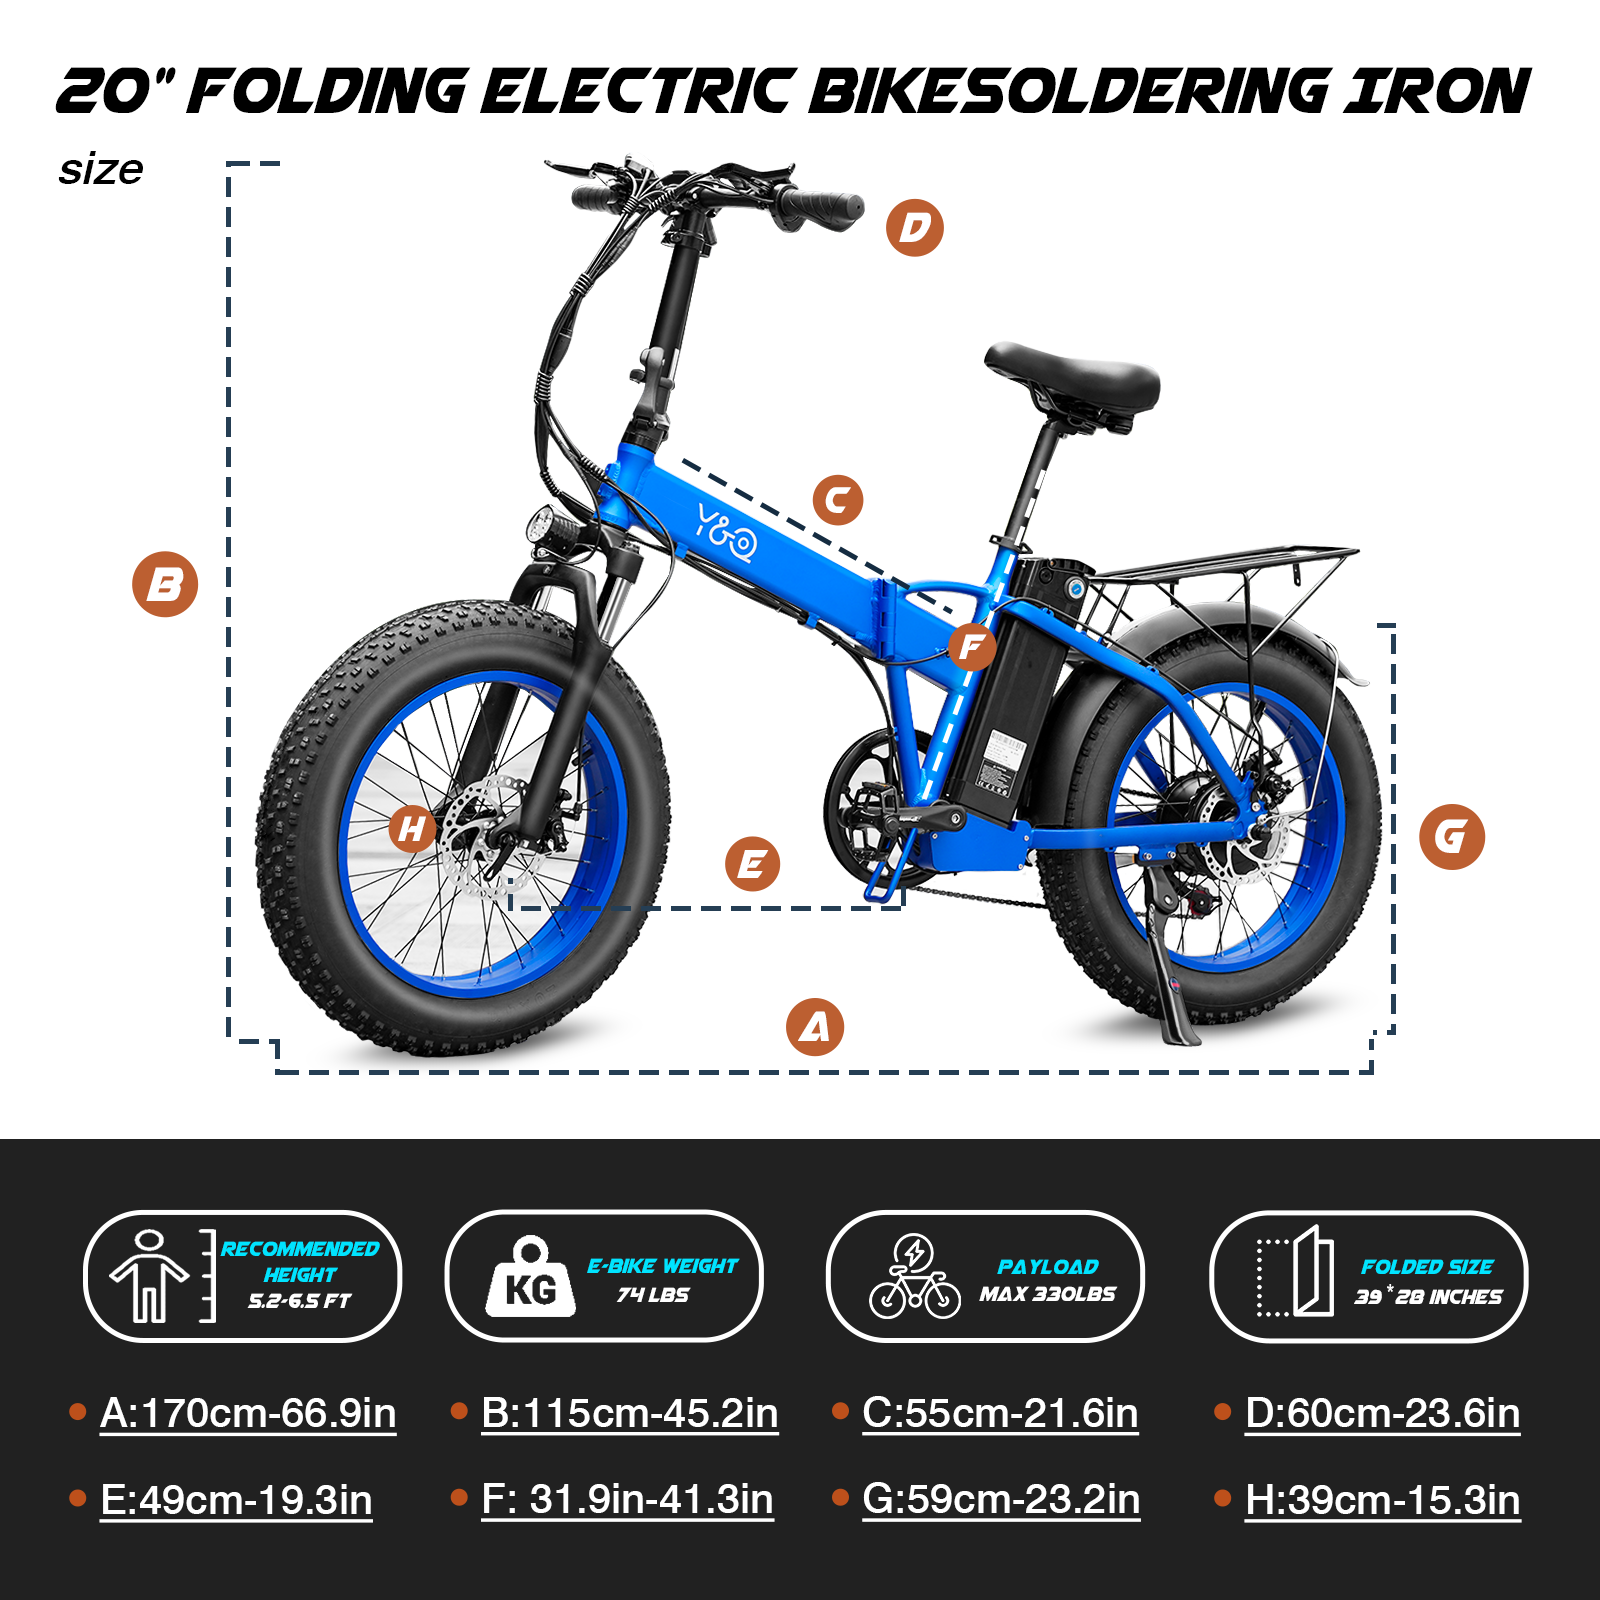 20" FOLDING ELECTRIC BIKESOLDERING IRON
size
D
C
Y&Q
B
F
H
G
E
A
RECOMMENDED
HEIGHT
5.2-6.5 FT
KG
E-BIKE WEIGHT
74 LBS
PAYLOAD
MAX 330LBS
FOLDED SIZE
39*28 INCHES
A:170cm-66.9in
B:115cm-45.2in
C:55cm-21.6in
D:60cm-23.6in
E:49cm-19.3in
F: 31.9in-41.3in
G:59cm-23.2in
H:39cm-15.3in